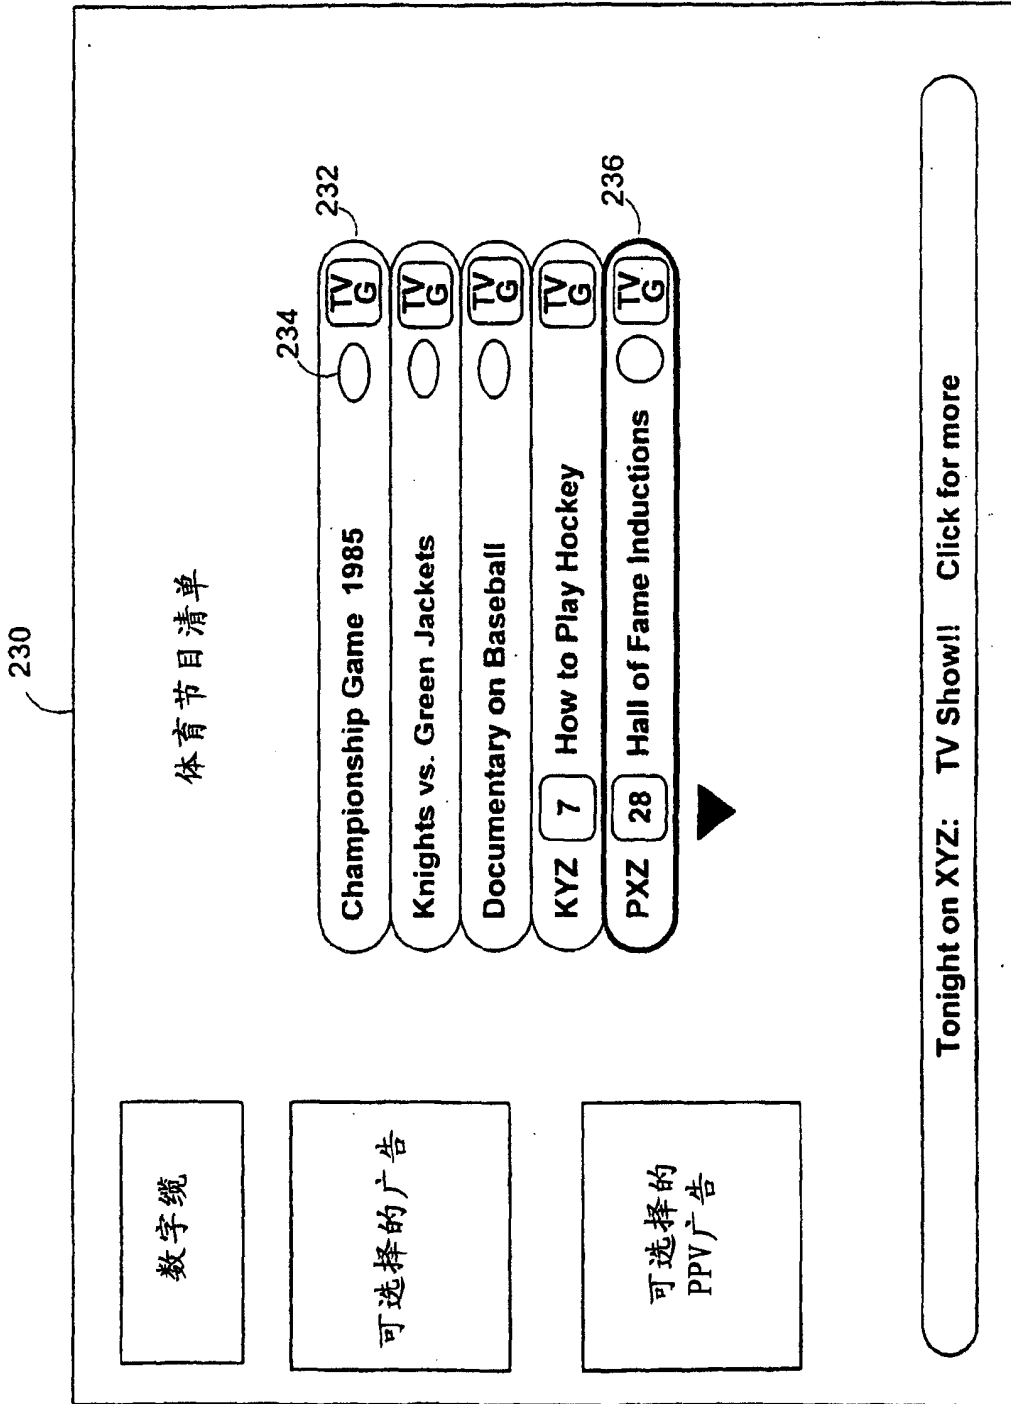 230
体育节目清单
数字缆
可选择的广告
可选择的
PPV广告
232
234
Championship Game 1985 TV G
Knights vs. Green Jackets TV G
Documentary on Baseball TV G
KYZ 7 How to Play Hockey TV G
PXZ 28 Hall of Fame Inductions TV G
236
Tonight on XYZ: TV Show!! Click for more